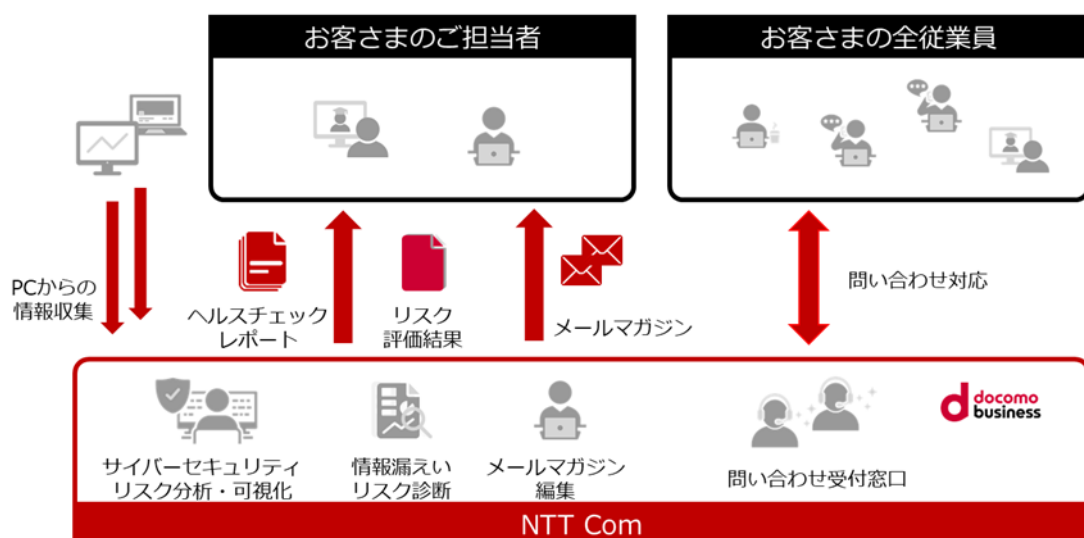 お客さまのご担当者
お客さまの全従業員
PCからの
情報収集
ヘルスチェック
レポート
リスク
評価結果
メールマガジン
問い合わせ対応
サイバーセキュリティ
リスク分析・可視化
情報漏えい
リスク診断
メールマガジン
編集
問い合わせ受付窓口
docomo
business
NTT Com